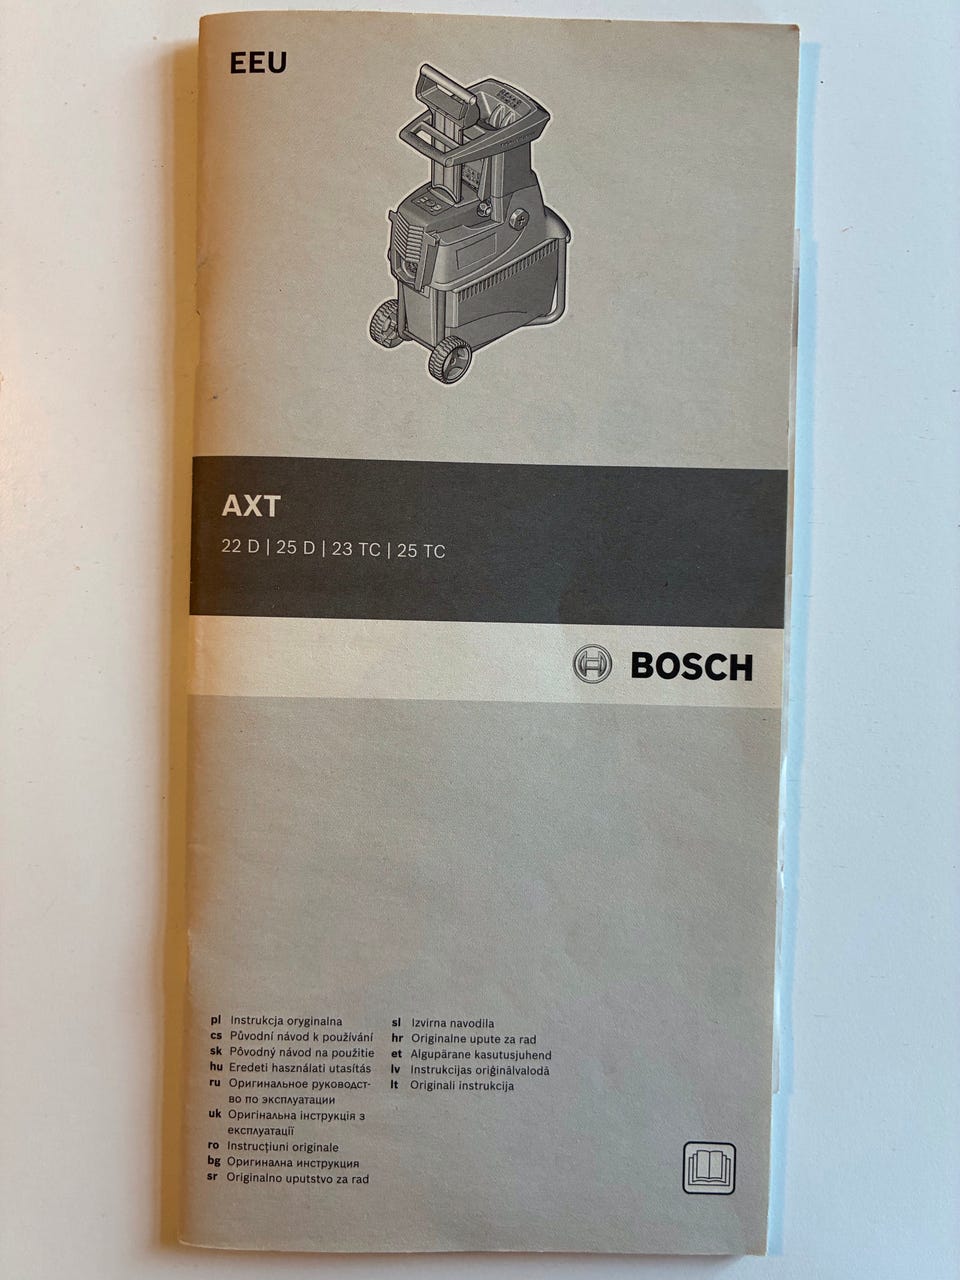 EEU
AXT
22 D | 25 D | 23 TC | 25 TC
BOSCH
pl Instrukcja oryginalna
cs Původní návod k používání
sk Pôvodný návod na použitie
hu Eredeti használati utasítás
ru Оригинальное руководст-
во по эксплуатации
uk Оригінальна інструкція з
експлуатації
ro Instrucțiuni originale
bg Оригинална инструкция
sr Originalno uputstvo za rad
sl Izvirna navodila
hr Originalne upute za rad
et Algupärane kasutusjuhend
lv Instrukcijas oriģinālvalodā
lt Originali instrukcija